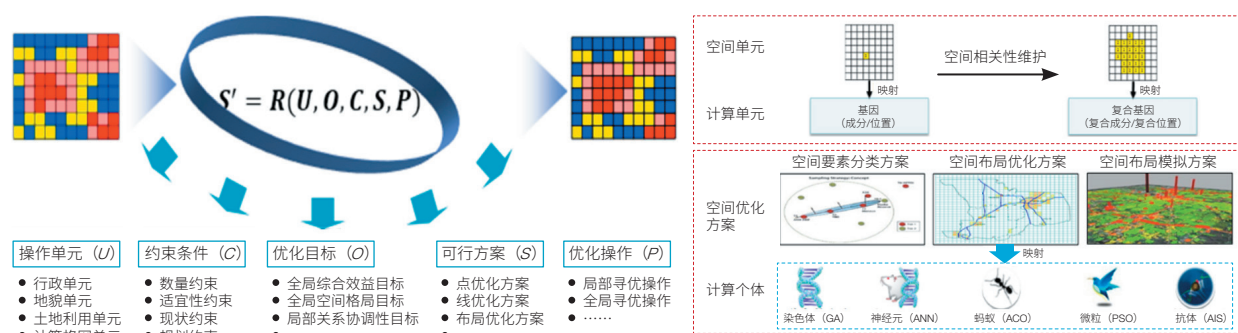 S′ = R(U, O, C, S, P)
操作单元（U）
● 行政单元
● 地貌单元
● 土地利用单元
约束条件（C）
● 数量约束
● 适宜性约束
● 现状约束
● 规划约束
优化目标（O）
● 全局综合效益目标
● 全局空间格局目标
● 局部关系协调性目标
可行方案（S）
● 点优化方案
● 线优化方案
● 布局优化方案
优化操作（P）
● 局部寻优操作
● 全局寻优操作
● ……
空间单元
空间相关性维护
映射
映射
计算单元
基因
（成分/位置）
复合基因
（复合成分/复合位置）
空间要素分类方案
空间布局优化方案
空间布局模拟方案
Sampling Strategy Concept
空间优化
方案
映射
计算个体
染色体（GA）
神经元（ANN）
蚂蚁（ACO）
微粒（PSO）
抗体（AIS）